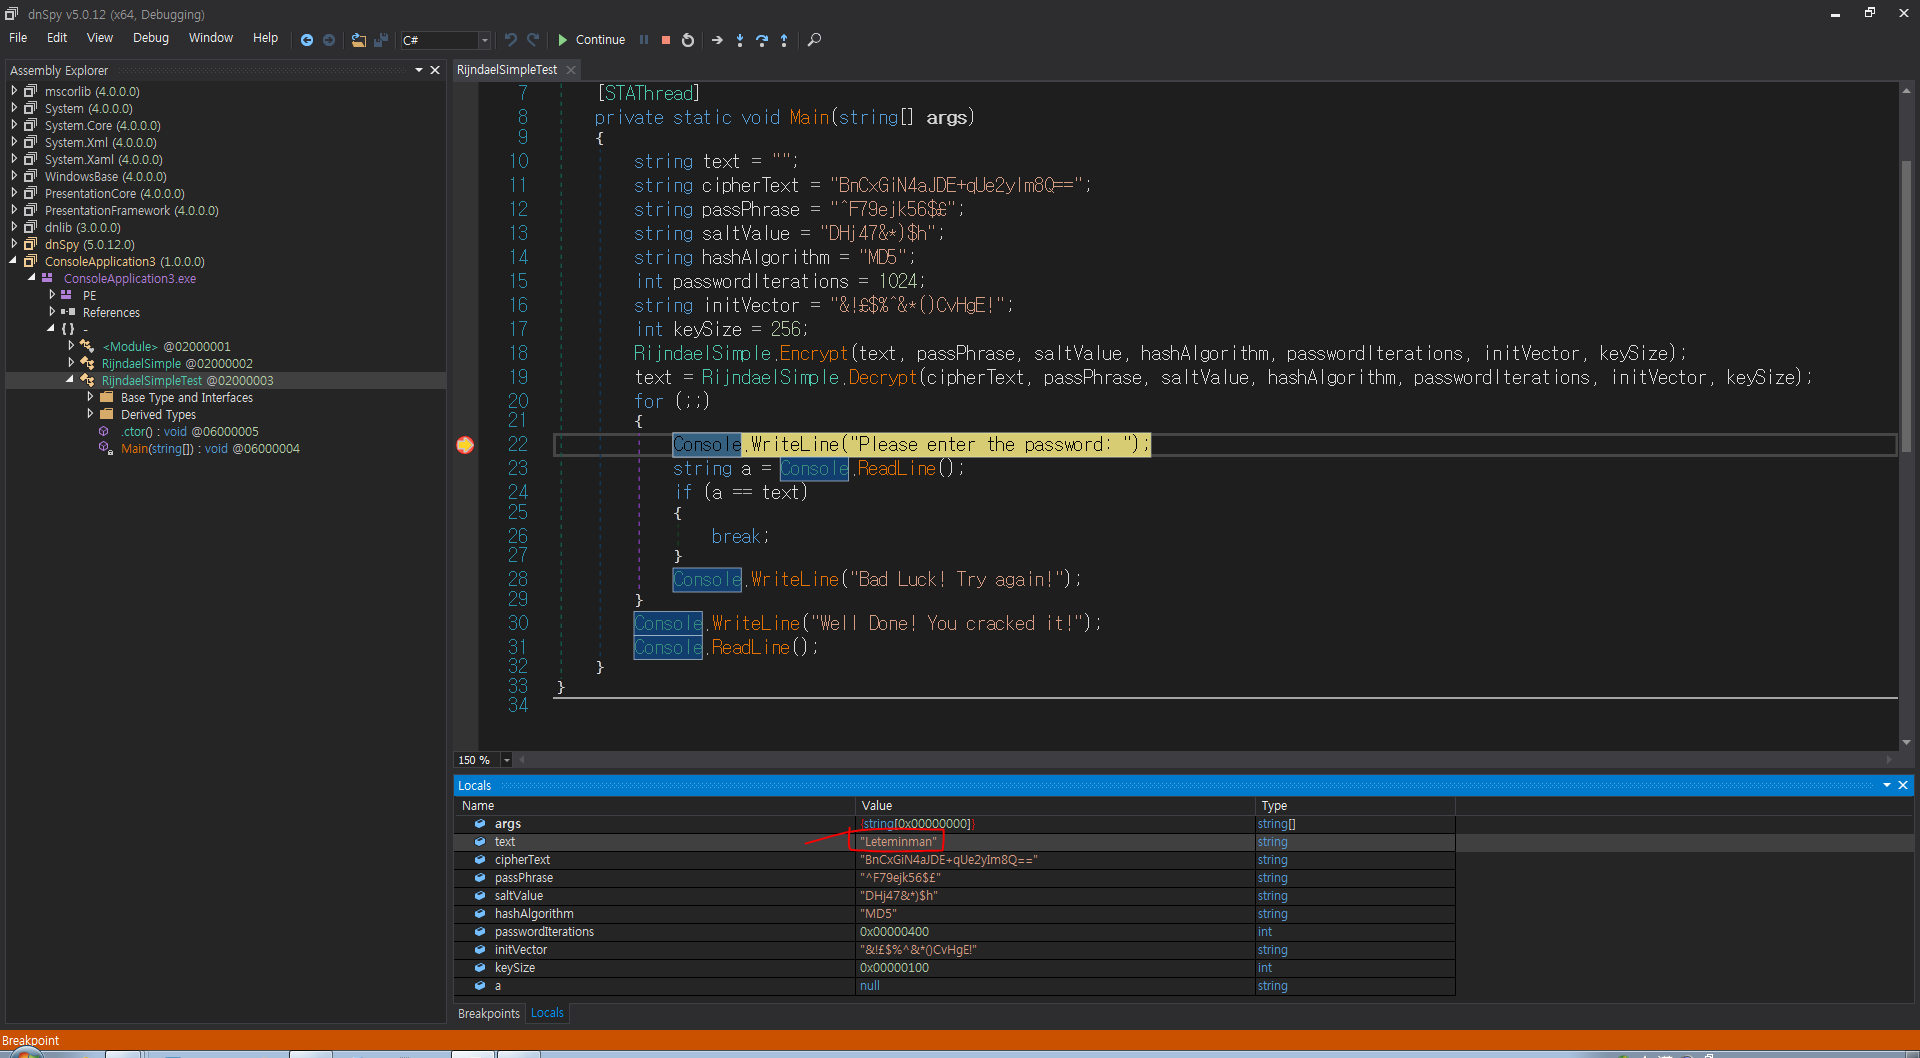 dnSpy v5.0.12 (x64, Debugging)
File Edit View Debug Window Help C# Continue
Assembly Explorer
mscorlib (4.0.0.0)
System (4.0.0.0)
System.Core (4.0.0.0)
System.Xml (4.0.0.0)
System.Xaml (4.0.0.0)
WindowsBase (4.0.0.0)
PresentationCore (4.0.0.0)
PresentationFramework (4.0.0.0)
dnlib (3.0.0.0)
dnSpy (5.0.12.0)
ConsoleApplication3 (1.0.0.0)
ConsoleApplication3.exe
PE
References
{ } -
<Module> @02000001
RijndaelSimple @02000002
RijndaelSimpleTest @02000003
Base Type and Interfaces
Derived Types
.ctor() : void @06000005
Main(string[]) : void @06000004
RijndaelSimpleTest
7 [STAThread]
8 private static void Main(string[] args)
9 {
10 string text = "";
11 string cipherText = "BnCxGiN4aJDE+qUe2yIm8Q==";
12 string passPhrase = "^F79ejk56$£";
13 string saltValue = "DHj47&*)$h";
14 string hashAlgorithm = "MD5";
15 int passwordIterations = 1024;
16 string initVector = "&!£$%^&*()CvHgE!";
17 int keySize = 256;
18 RijndaelSimple.Encrypt(text, passPhrase, saltValue, hashAlgorithm, passwordIterations, initVector, keySize);
19 text = RijndaelSimple.Decrypt(cipherText, passPhrase, saltValue, hashAlgorithm, passwordIterations, initVector, keySize);
20 for (;;)
21 {
22 Console.WriteLine("Please enter the password: ");
23 string a = Console.ReadLine();
24 if (a == text)
25 {
26 break;
27 }
28 Console.WriteLine("Bad Luck! Try again!");
29 }
30 Console.WriteLine("Well Done! You cracked it!");
31 Console.ReadLine();
32 }
33 }
34
150 %
Locals
Name Value Type
args {string[0x00000000]} string[]
text "Leteminman" string
cipherText "BnCxGiN4aJDE+qUe2yIm8Q==" string
passPhrase "^F79ejk56$£" string
saltValue "DHj47&*)$h" string
hashAlgorithm "MD5" string
passwordIterations 0x00000400 int
initVector "&!£$%^&*()CvHgE!" string
keySize 0x00000100 int
a null string
Breakpoints Locals
Breakpoint